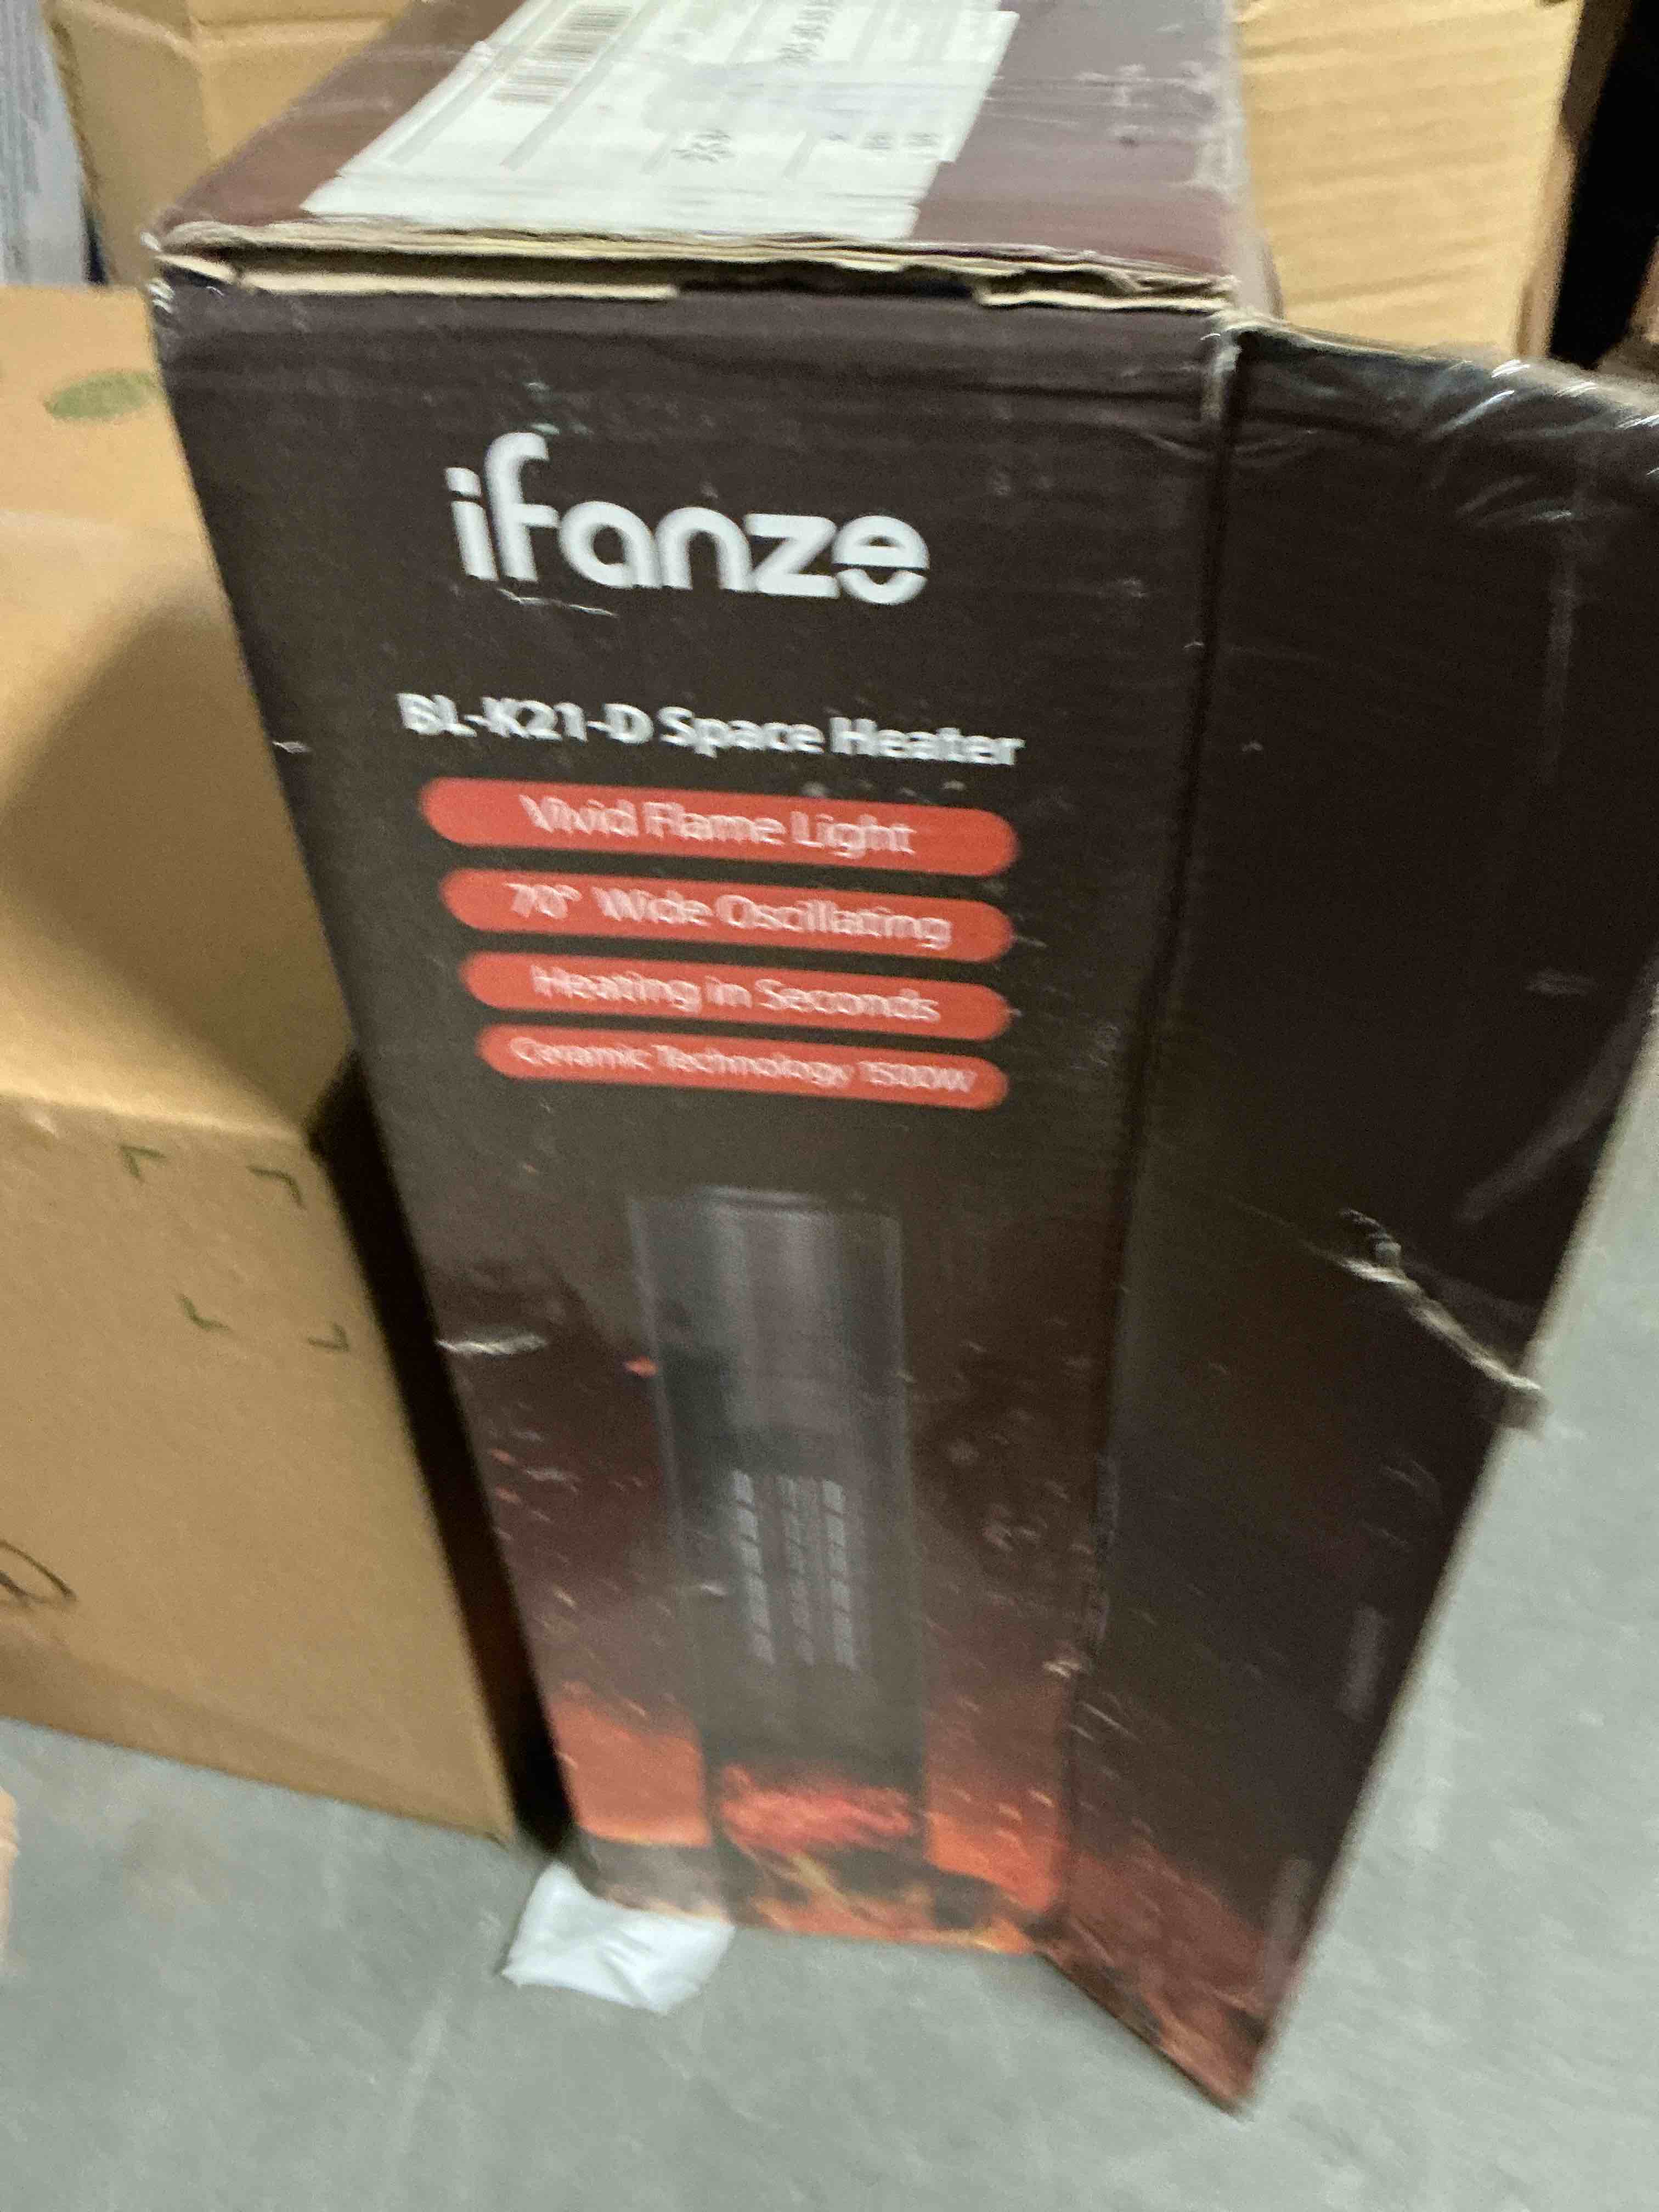 ifanze
BL-K21-D Space Heater
Vivid Flame Light
70° Wide Oscillating
Heating in Seconds
Ceramic Technology 1500W